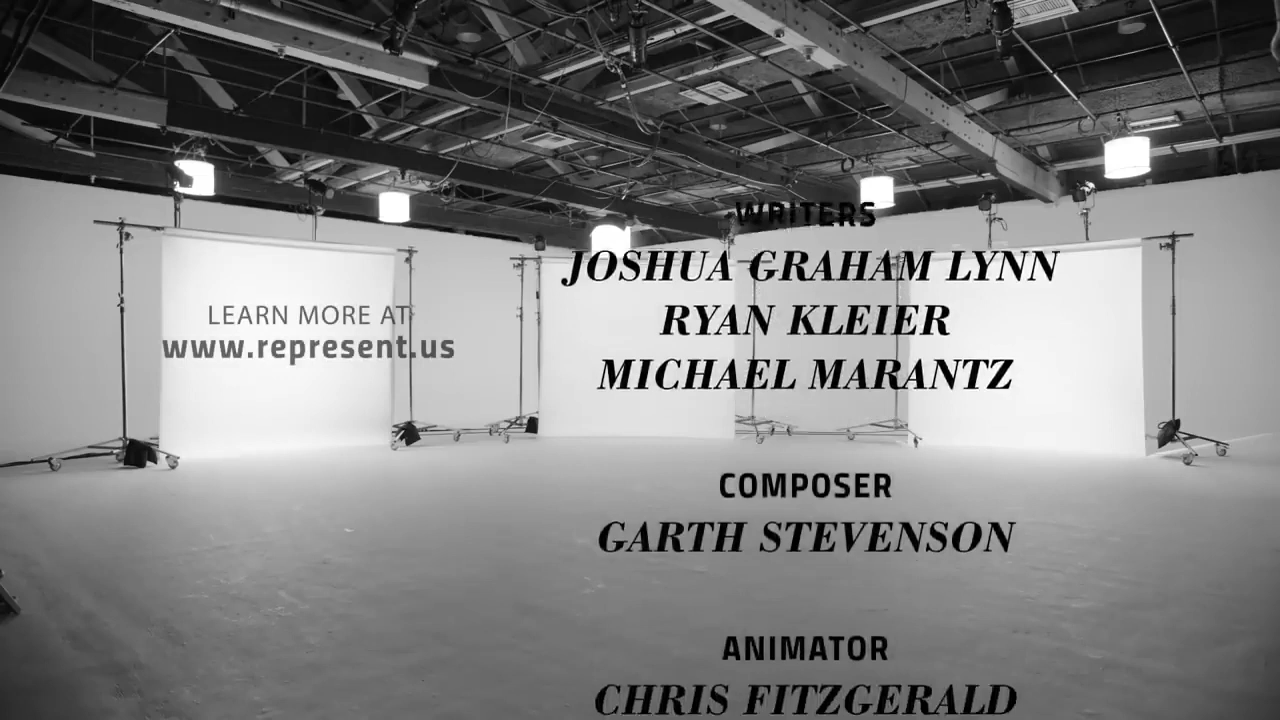 LEARN MORE AT
www.represent.us
WRITERS
JOSHUA GRAHAM LYNN
RYAN KLEIER
MICHAEL MARANTZ
COMPOSER
GARTH STEVENSON
ANIMATOR
CHRIS FITZGERALD